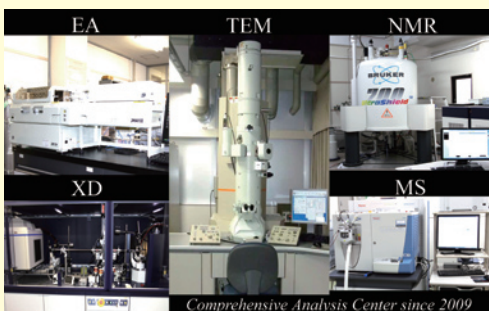 EA
TEM
NMR
BRUKER
700
UltraShield
XD
MS
Comprehensive Analysis Center since 2009